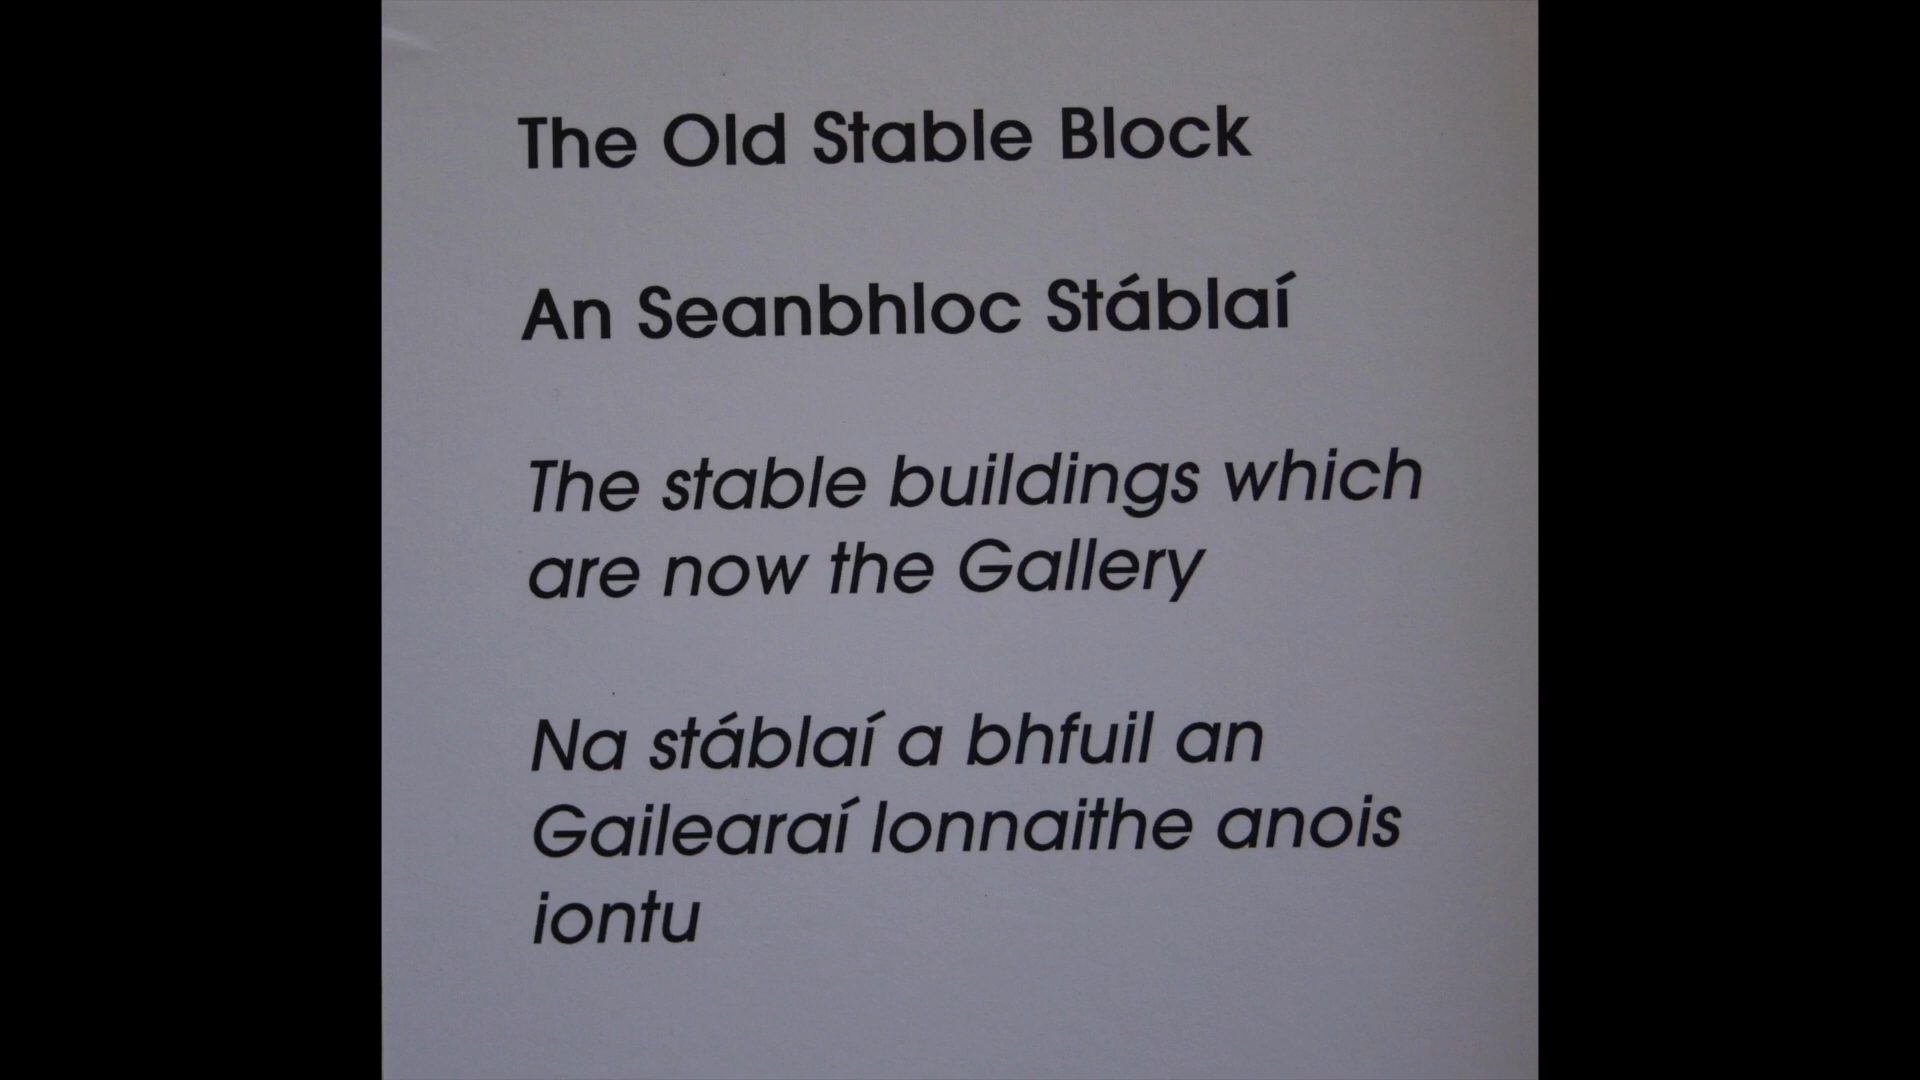 The Old Stable Block
An Seanbhloc Stáblaí
The stable buildings which
are now the Gallery
Na stáblaí a bhfuil an
Gailearaí lonnaithe anois
iontu